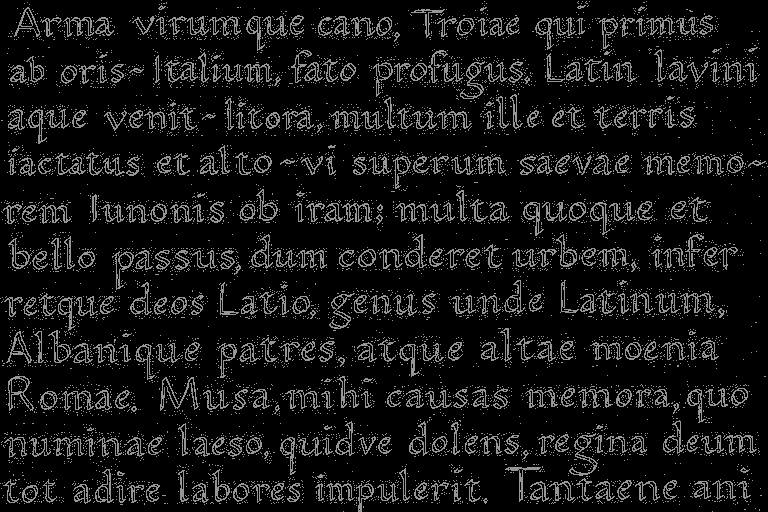 Arma virumque cano, Troiae qui primus
ab oris~Italium, fato profugus, Latin lavini
aque venit~litora, multum ille et terris
iactatus et alto~vi superum saevae memo~
rem Iunonis ob iram; multa quoque et
bello passus, dum conderet urbem, infer
retque deos Latio, genus unde Latinum,
Albanique patres, atque altae moenia
Romae. Musa, mihi causas memora, quo
numinae laeso, quidve dolens, regina deum
tot adire labores impulerit. Tantaene ani